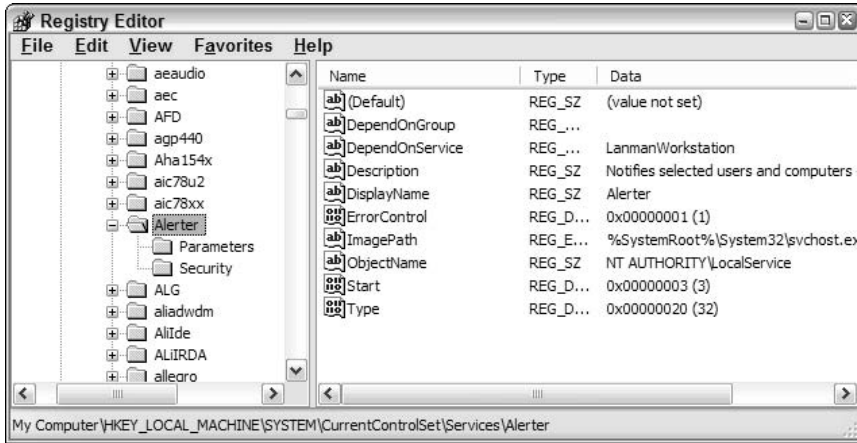 Registry Editor
File Edit View Favorites Help
aeaudio
aec
AFD
agp440
Aha154x
aic78u2
aic78xx
Alerter
Parameters
Security
ALG
aliadwdm
AliIde
ALiIRDA
allegro
Name Type Data
(Default) REG_SZ (value not set)
DependOnGroup REG_...
DependOnService REG_... LanmanWorkstation
Description REG_SZ Notifies selected users and computers
DisplayName REG_SZ Alerter
ErrorControl REG_D... 0x00000001 (1)
ImagePath REG_E... %SystemRoot%\System32\svchost.ex
ObjectName REG_SZ NT AUTHORITY\LocalService
Start REG_D... 0x00000003 (3)
Type REG_D... 0x00000020 (32)
My Computer\HKEY_LOCAL_MACHINE\SYSTEM\CurrentControlSet\Services\Alerter